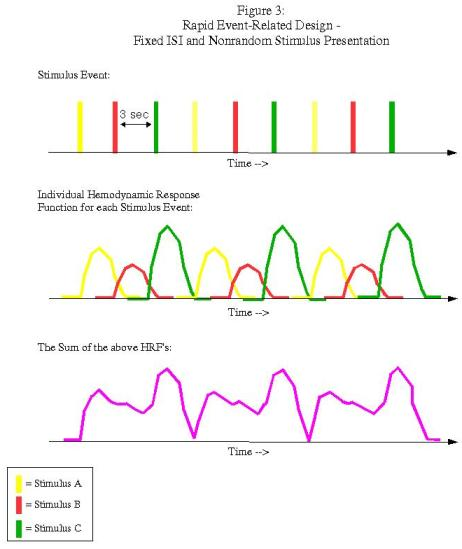 Figure 3:
Rapid Event-Related Design -
Fixed ISI and Nonrandom Stimulus Presentation
Stimulus Event:
3 sec
Time -->
Individual Hemodynamic Response
Function for each Stimulus Event:
Time -->
The Sum of the above HRF's:
Time -->
= Stimulus A
= Stimulus B
= Stimulus C